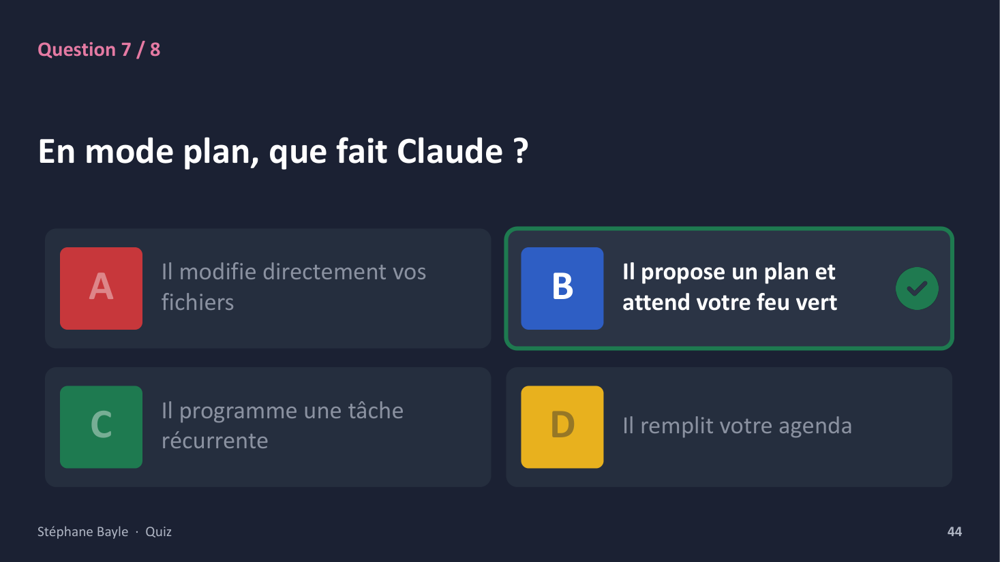 Question 7 / 8
En mode plan, que fait Claude ?
A
Il modifie directement vos
fichiers
B
Il propose un plan et
attend votre feu vert
C
Il programme une tâche
récurrente
D
Il remplit votre agenda
Stéphane Bayle · Quiz
44